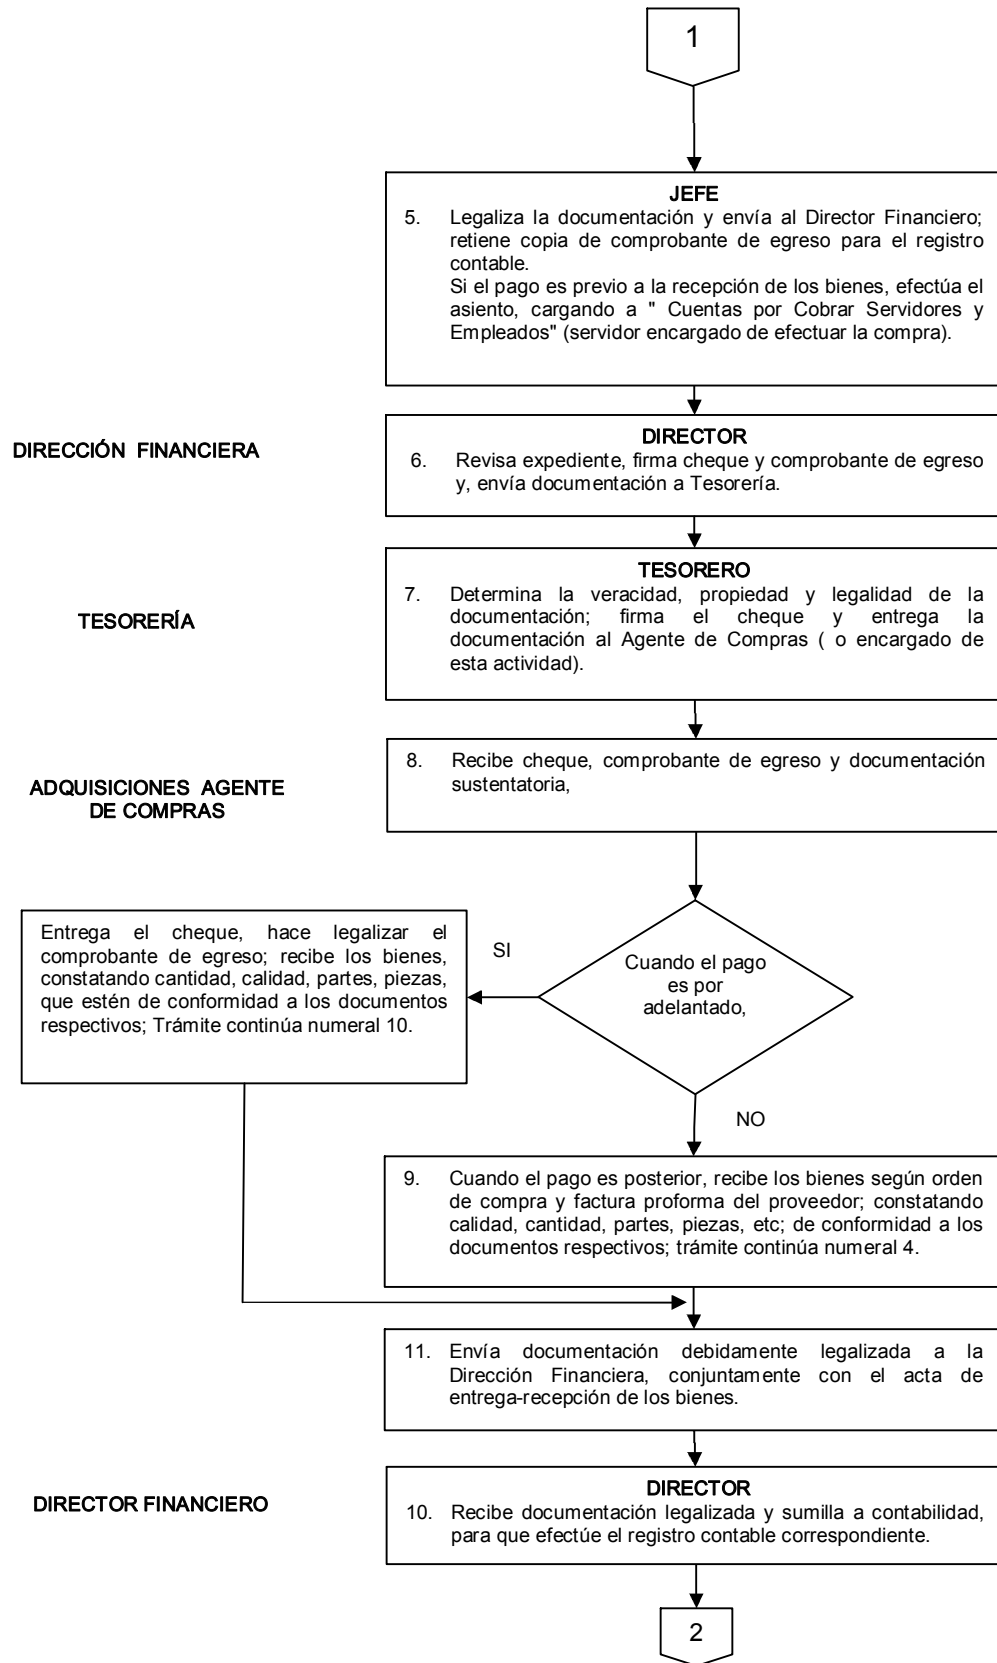 1
JEFE
5. Legaliza la documentación y envía al Director Financiero;
retiene copia de comprobante de egreso para el registro
contable.
Si el pago es previo a la recepción de los bienes, efectúa el
asiento, cargando a " Cuentas por Cobrar Servidores y
Empleados" (servidor encargado de efectuar la compra).
DIRECCIÓN FINANCIERA
DIRECTOR
6. Revisa expediente, firma cheque y comprobante de egreso
y, envía documentación a Tesorería.
TESORERÍA
TESORERO
7. Determina la veracidad, propiedad y legalidad de la
documentación; firma el cheque y entrega la
documentación al Agente de Compras ( o encargado de
esta actividad).
ADQUISICIONES AGENTE
DE COMPRAS
8. Recibe cheque, comprobante de egreso y documentación
sustentatoria,
Cuando el pago
es por
adelantado,
SI
Entrega el cheque, hace legalizar el
comprobante de egreso; recibe los bienes,
constatando cantidad, calidad, partes, piezas,
que estén de conformidad a los documentos
respectivos; Trámite continúa numeral 10.
NO
9. Cuando el pago es posterior, recibe los bienes según orden
de compra y factura proforma del proveedor; constatando
calidad, cantidad, partes, piezas, etc; de conformidad a los
documentos respectivos; trámite continúa numeral 4.
11. Envía documentación debidamente legalizada a la
Dirección Financiera, conjuntamente con el acta de
entrega-recepción de los bienes.
DIRECTOR FINANCIERO
DIRECTOR
10. Recibe documentación legalizada y sumilla a contabilidad,
para que efectúe el registro contable correspondiente.
2